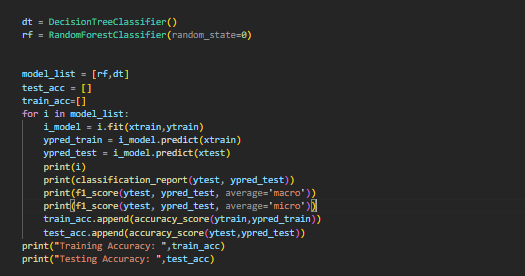 dt = DecisionTreeClassifier()
rf = RandomForestClassifier(random_state=0)
model_list = [rf,dt]
test_acc = []
train_acc=[]
for i in model_list:
    i_model = i.fit(xtrain,ytrain)
    ypred_train = i_model.predict(xtrain)
    ypred_test = i_model.predict(xtest)
    print(i)
    print(classification_report(ytest, ypred_test))
    print(f1_score(ytest, ypred_test, average='macro'))
    print(f1_score(ytest, ypred_test, average='micro'))
    train_acc.append(accuracy_score(ytrain,ypred_train))
    test_acc.append(accuracy_score(ytest,ypred_test))
print("Training Accuracy: ",train_acc)
print("Testing Accuracy: ",test_acc)